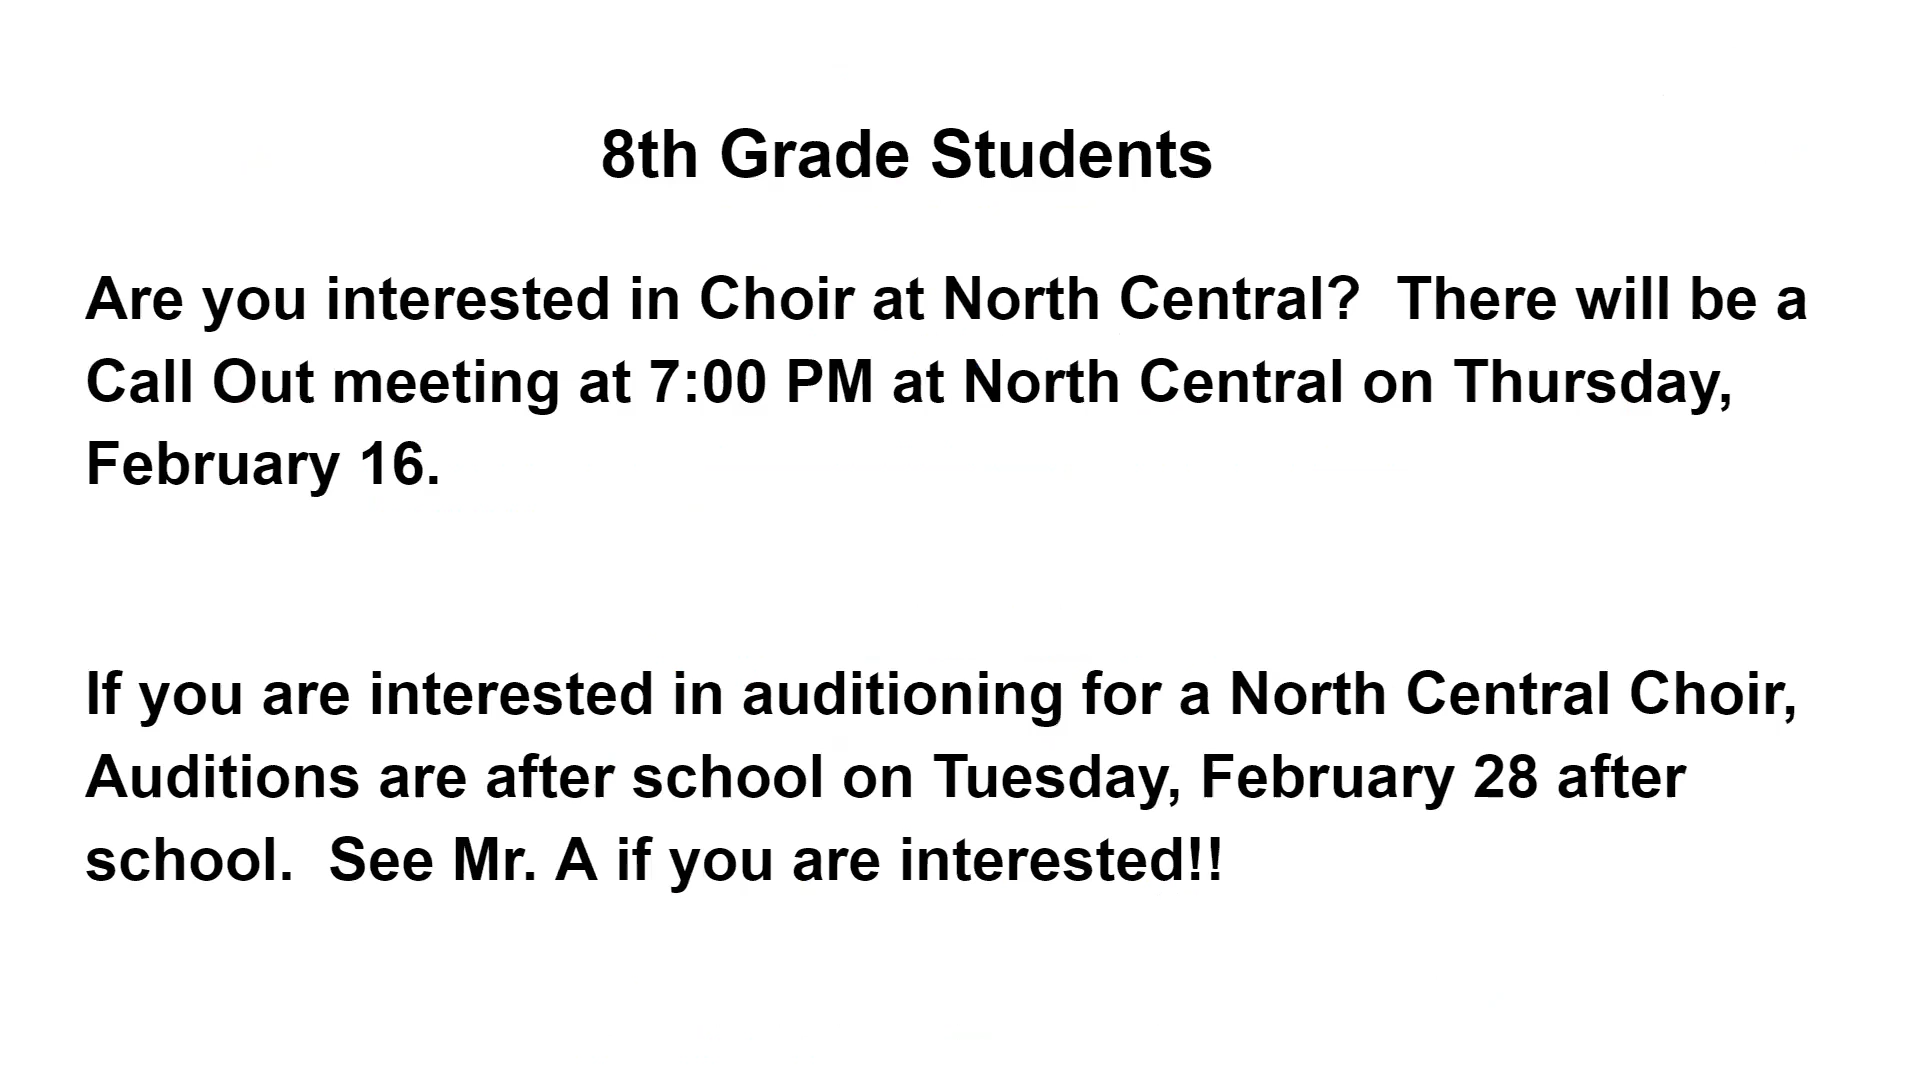 8th Grade Students
Are you interested in Choir at North Central?  There will be a
Call Out meeting at 7:00 PM at North Central on Thursday,
February 16.
If you are interested in auditioning for a North Central Choir,
Auditions are after school on Tuesday, February 28 after
school.  See Mr. A if you are interested!!